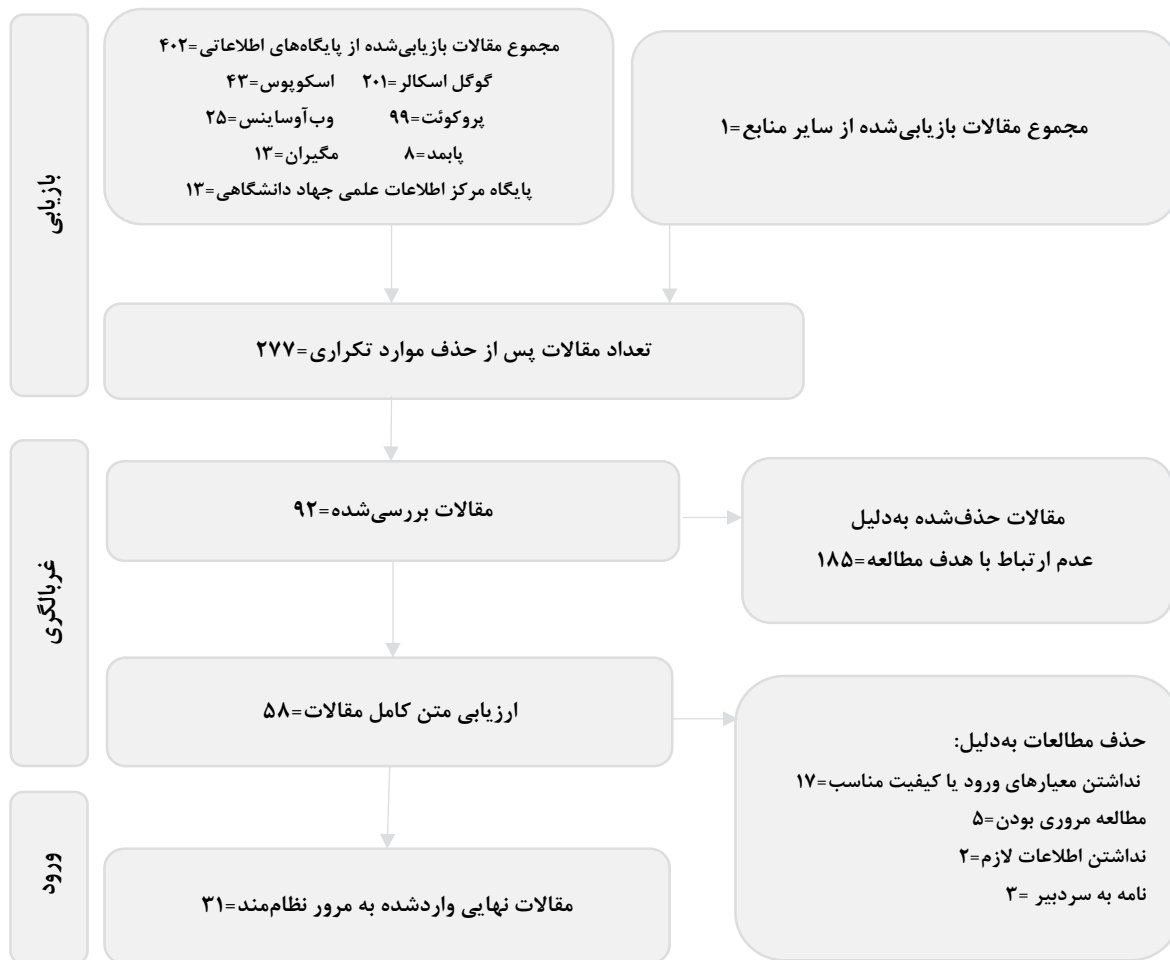 بازیابی
مجموع مقالات بازیابی‌شده از پایگاه‌های اطلاعاتی=۴۰۲
گوگل اسکالر=۲۰۱ اسکوپوس=۴۳
پروکوئت=۹۹ وب‌آوساینس=۲۵
پابمد=۸ مگیران=۱۳
پایگاه مرکز اطلاعات علمی جهاد دانشگاهی=۱۳
مجموع مقالات بازیابی‌شده از سایر منابع=۱
تعداد مقالات پس از حذف موارد تکراری=۲۷۷
غربالگری
مقالات بررسی‌شده=۹۲
مقالات حذف‌شده به‌دلیل
عدم ارتباط با هدف مطالعه=۱۸۵
ارزیابی متن کامل مقالات=۵۸
حذف مطالعات به‌دلیل:
نداشتن معیارهای ورود یا کیفیت مناسب=۱۷
مطالعه مروری بودن=۵
نداشتن اطلاعات لازم=۲
نامه به سردبیر =۳
ورود
مقالات نهایی واردشده به مرور نظام‌مند=۳۱